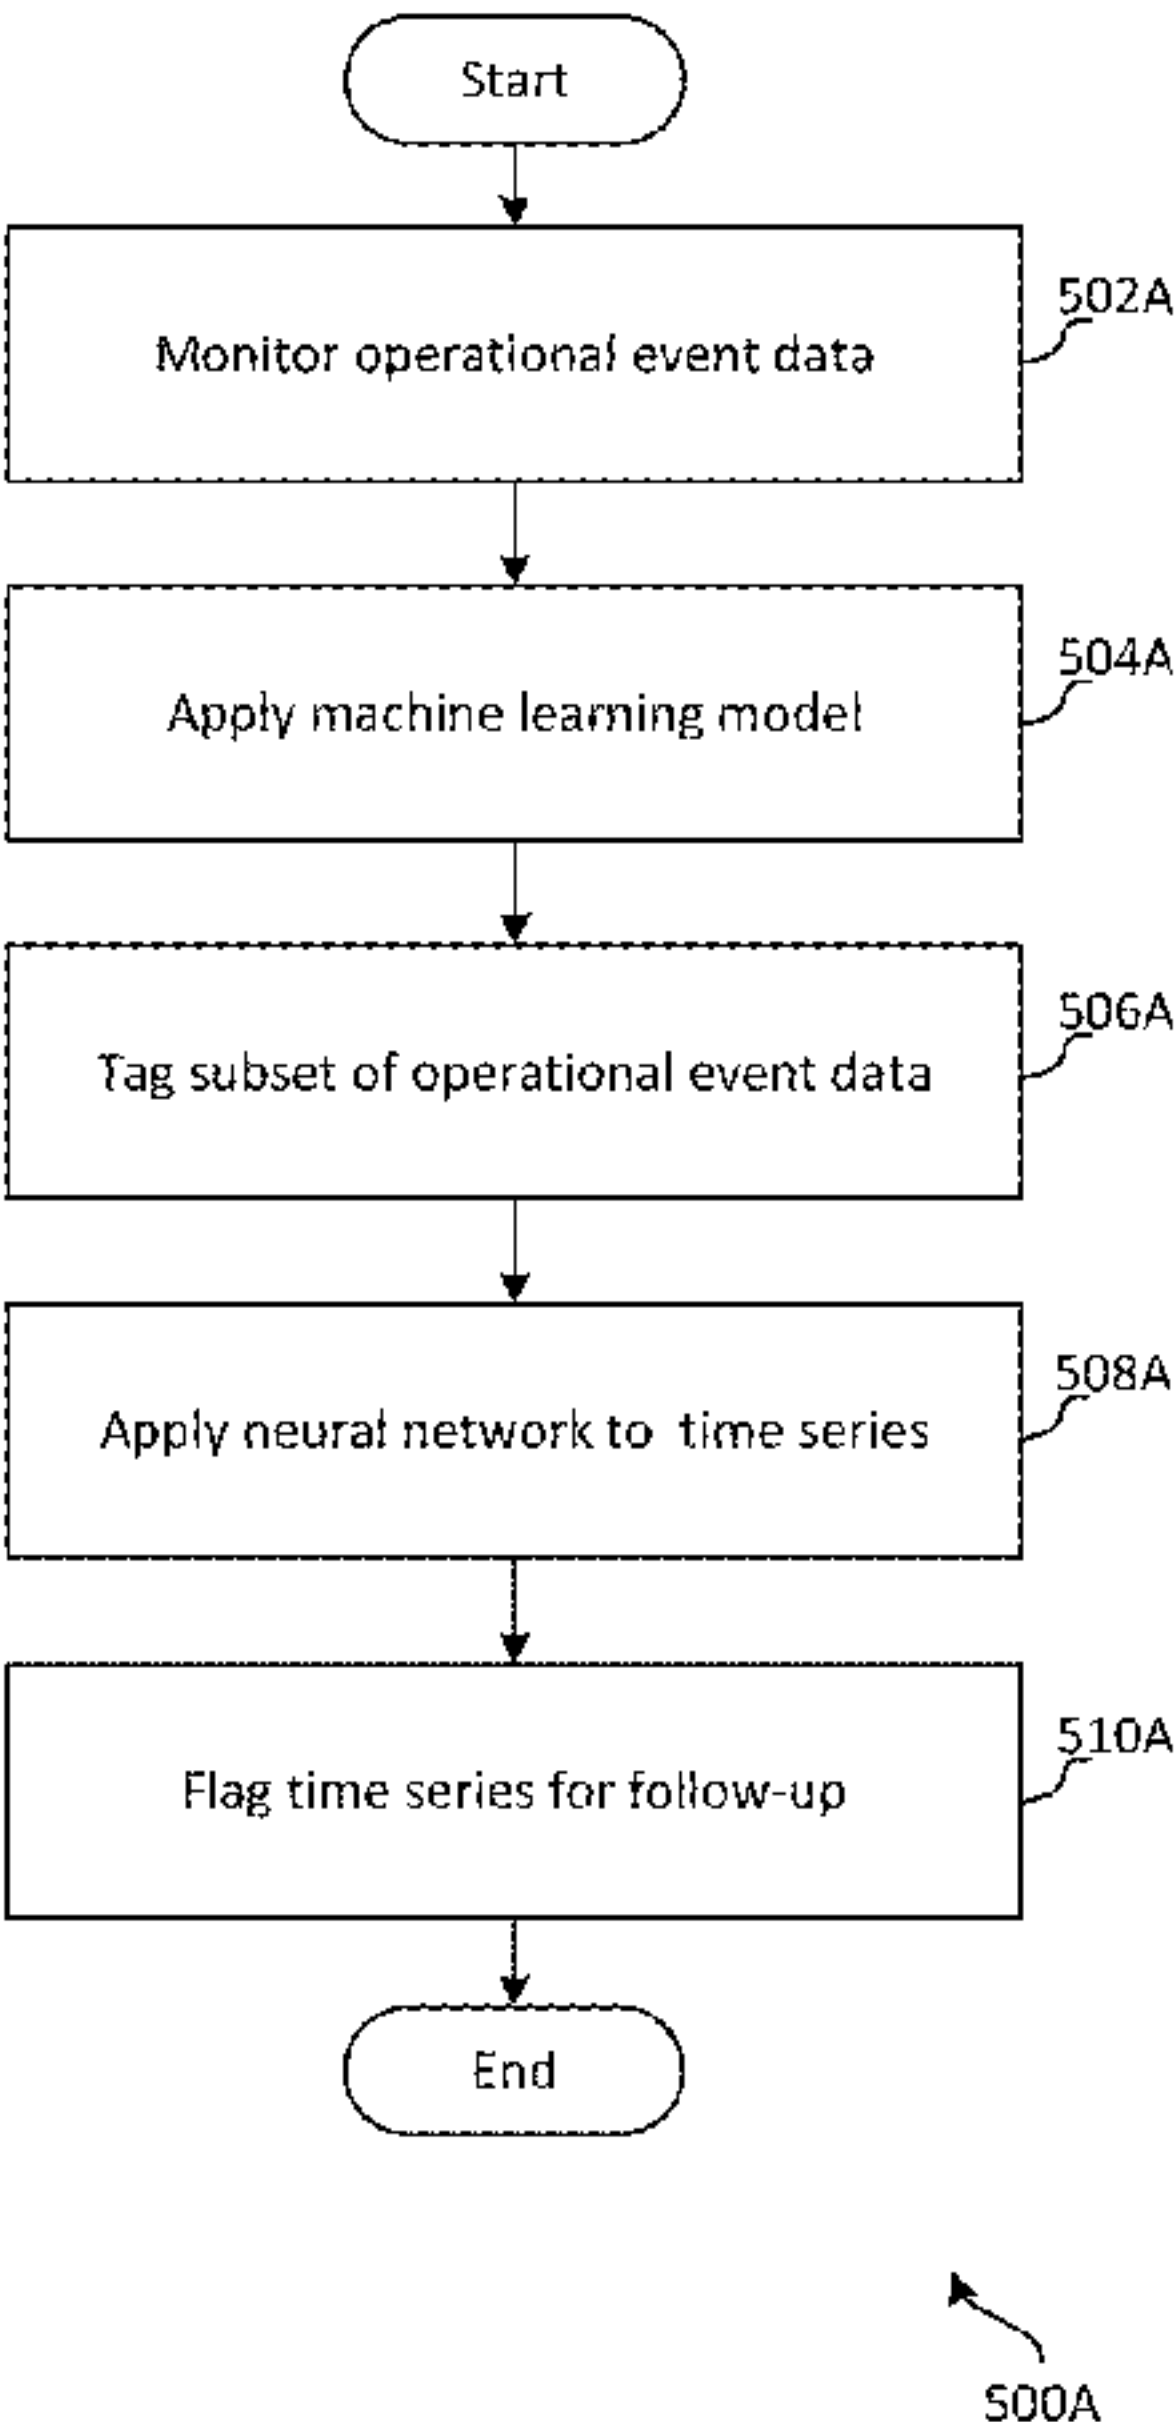 Start
Monitor operational event data
502A
Apply machine learning model
504A
Tag subset of operational event data
506A
Apply neural network to time series
508A
Flag time series for follow-up
510A
End
500A